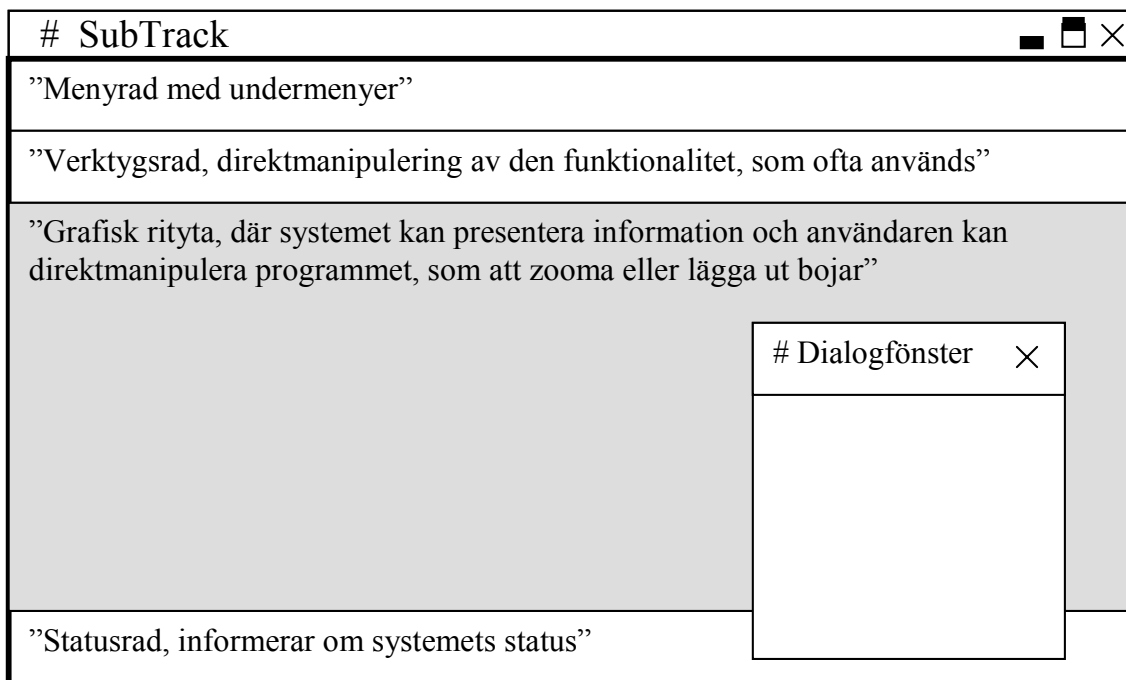 # SubTrack
”Menyrad med undermenyer”
”Verktygsrad, direktmanipulering av den funktionalitet, som ofta används”
”Grafisk rityta, där systemet kan presentera information och användaren kan
direktmanipulera programmet, som att zooma eller lägga ut bojar”
# Dialogfönster
”Statusrad, informerar om systemets status”